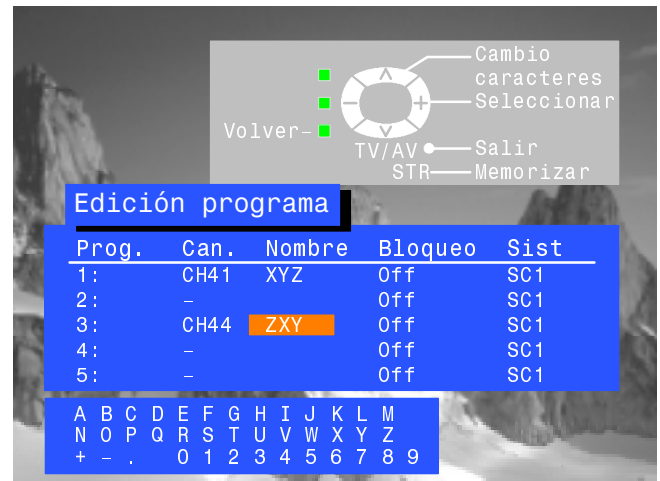 Cambio
caracteres
Seleccionar
Volver-
TV/AV Salir
STR Memorizar
Edición programa
Prog. Can. Nombre Bloqueo Sist
1: CH41 XYZ Off SC1
2: – Off SC1
3: CH44 ZXY Off SC1
4: – Off SC1
5: – Off SC1
A B C D E F G H I J K L M
N O P Q R S T U V W X Y Z
+ – . 0 1 2 3 4 5 6 7 8 9